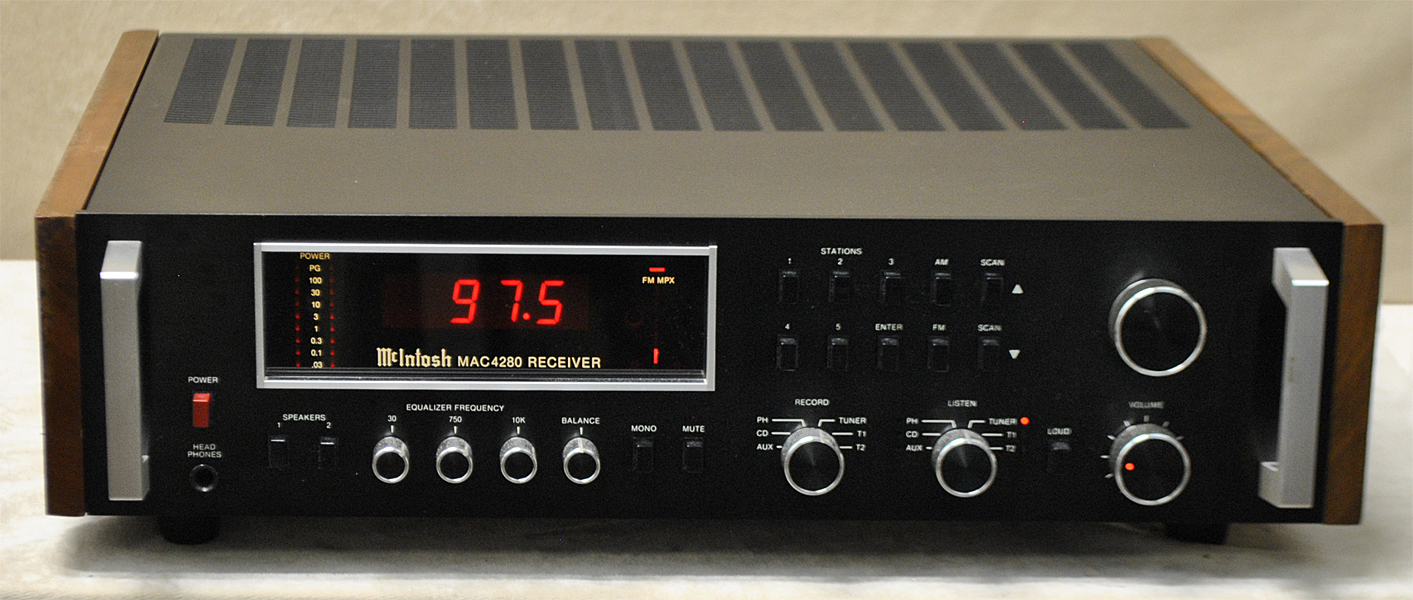 POWER
PG
100
30
10
3
1
0.3
0.1
.03
97.5
FM MPX
McIntosh MAC4280 RECEIVER
STATIONS
1 2 3 AM SCAN
4 5 ENTER FM SCAN
POWER
HEAD
PHONES
SPEAKERS
1 2
EQUALIZER FREQUENCY
30 750 10K BALANCE
MONO MUTE
RECORD
PH TUNER
CD T1
AUX T2
LISTEN
PH TUNER
CD T1
AUX T2
LOUD
VOLUME